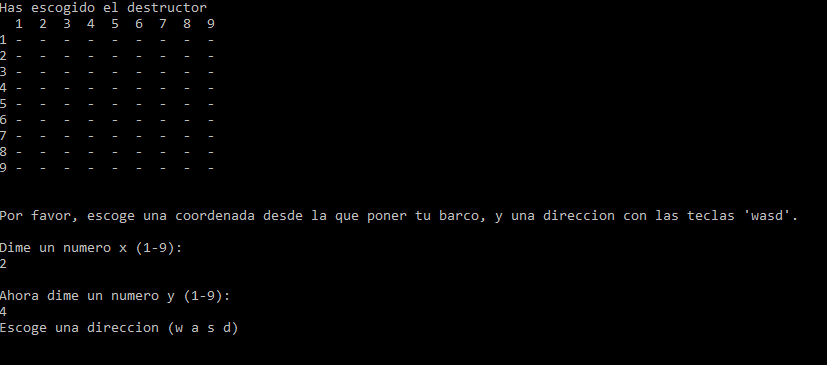 Has escogido el destructor
  1  2  3  4  5  6  7  8  9
1 -  -  -  -  -  -  -  -  -
2 -  -  -  -  -  -  -  -  -
3 -  -  -  -  -  -  -  -  -
4 -  -  -  -  -  -  -  -  -
5 -  -  -  -  -  -  -  -  -
6 -  -  -  -  -  -  -  -  -
7 -  -  -  -  -  -  -  -  -
8 -  -  -  -  -  -  -  -  -
9 -  -  -  -  -  -  -  -  -
Por favor, escoge una coordenada desde la que poner tu barco, y una direccion con las teclas 'wasd'.
Dime un numero x (1-9):
2
Ahora dime un numero y (1-9):
4
Escoge una direccion (w a s d)